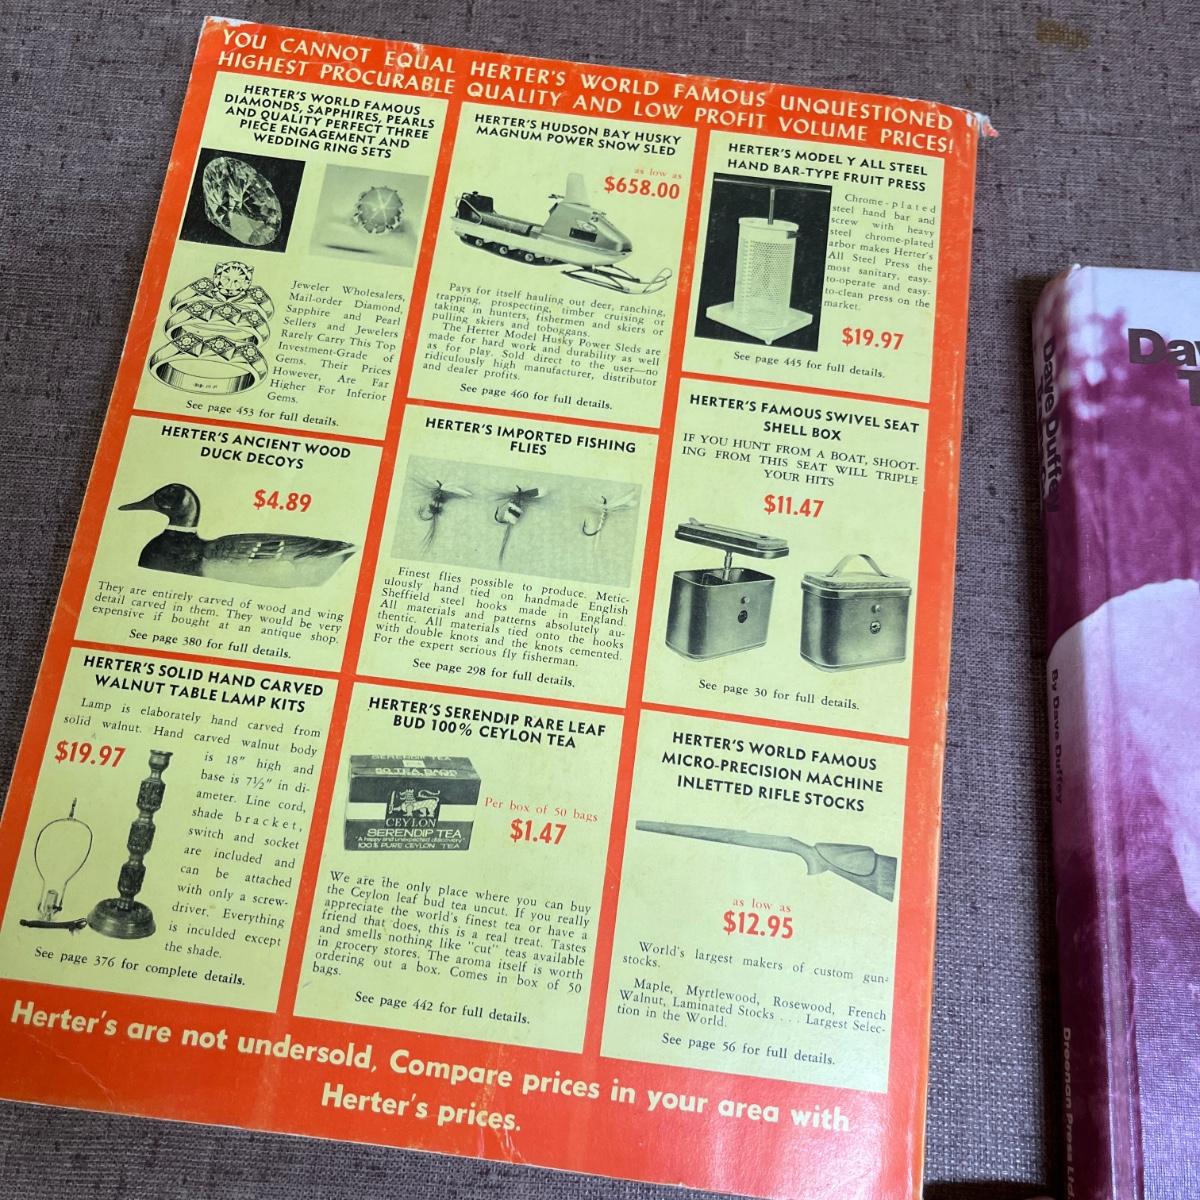 YOU CANNOT EQUAL HERTER'S WORLD FAMOUS UNQUESTIONED
HIGHEST PROCURABLE QUALITY AND LOW PROFIT VOLUME PRICES!
HERTER'S WORLD FAMOUS
DIAMONDS, SAPPHIRES, PEARLS
AND QUALITY PERFECT THREE
PIECE ENGAGEMENT AND
WEDDING RING SETS
Jeweler Wholesalers,
Mail-order Diamond,
Sapphire and Pearl
Sellers and Jewelers
Rarely Carry This Top
Investment-Grade of
Gems. Their Prices
However, Are Far
Higher For Inferior
Gems.
See page 453 for full details.
HERTER'S HUDSON BAY HUSKY
MAGNUM POWER SNOW SLED
as low as
$658.00
Pays for itself hauling out deer, ranching,
trapping, prospecting, timber cruising or
taking in hunters, fishermen and skiers or
pulling skiers and toboggans.
The Herter Model Husky Power Sleds are
made for hard work and durability as well
as for play. Sold direct to the user—no
ridiculously high manufacturer, distributor
and dealer profits.
See page 460 for full details.
HERTER'S MODEL Y ALL STEEL
HAND BAR-TYPE FRUIT PRESS
Chrome-plated
steel hand bar and
screw with heavy
steel chrome-plated
arbor makes Herter's
All Steel Press the
most sanitary, easy-
to-operate and easy-
to-clean press on the
market.
$19.97
See page 445 for full details.
HERTER'S ANCIENT WOOD
DUCK DECOYS
$4.89
They are entirely carved of wood and wing
detail carved in them. They would be very
expensive if bought at an antique shop.
See page 380 for full details.
HERTER'S IMPORTED FISHING
FLIES
Finest flies possible to produce. Metic-
ulously hand tied on handmade English
Sheffield steel hooks made in England.
All materials and patterns absolutely au-
thentic. All materials tied onto the hooks
with double knots and the knots cemented.
For the expert serious fly fisherman.
See page 298 for full details.
HERTER'S FAMOUS SWIVEL SEAT
SHELL BOX
IF YOU HUNT FROM A BOAT, SHOOT-
ING FROM THIS SEAT WILL TRIPLE
YOUR HITS
$11.47
See page 30 for full details.
HERTER'S SOLID HAND CARVED
WALNUT TABLE LAMP KITS
Lamp is elaborately hand carved from
solid walnut. Hand carved walnut body
$19.97
is 18" high and
base is 7½" in di-
ameter. Line cord,
shade bracket,
switch and socket
are included and
can be attached
with only a screw-
driver. Everything
is inculded except
the shade.
See page 376 for complete details.
HERTER'S SERENDIP RARE LEAF
BUD 100% CEYLON TEA
SERENDIP TEA
50 TEA BAGS
CEYLON
SERENDIP TEA
"A happy and unexpected discovery"
100% PURE CEYLON TEA
Per box of 50 bags
$1.47
We are the only place where you can buy
the Ceylon leaf bud tea uncut. If you really
appreciate the world's finest tea or have a
friend that does, this is a real treat. Tastes
and smells nothing like "cut" teas available
in grocery stores. The aroma itself is worth
ordering out a box. Comes in box of 50
bags.
See page 442 for full details.
HERTER'S WORLD FAMOUS
MICRO-PRECISION MACHINE
INLETTED RIFLE STOCKS
as low as
$12.95
World's largest makers of custom gun-
stocks.
Maple, Myrtlewood, Rosewood, French
Walnut, Laminated Stocks . . . Largest Selec-
tion in the World.
See page 56 for full details.
Herter's are not undersold, Compare prices in your area with
Herter's prices.
Dave Duffey
By Dave Duffey
Dreenan Press Ltd